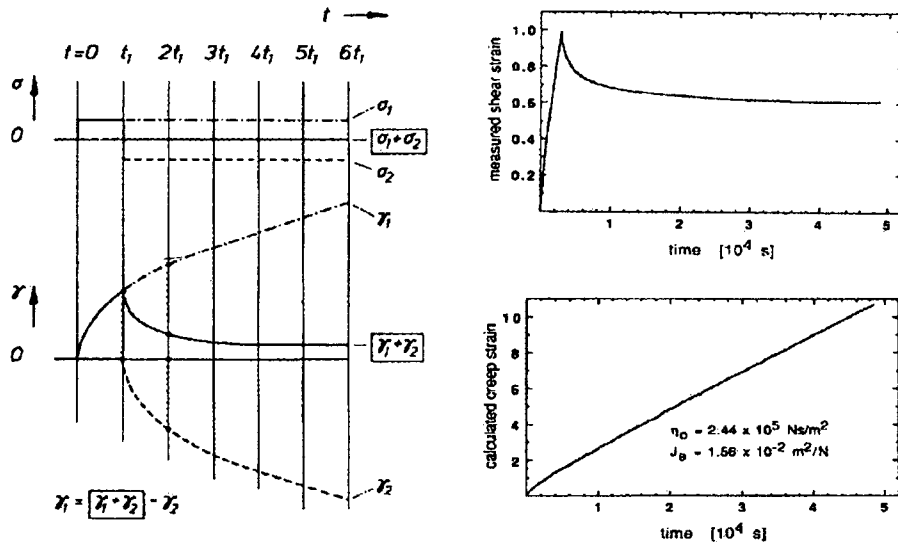 t
t=0 t₁ 2t₁ 3t₁ 4t₁ 5t₁ 6t₁
σ
σ₁
0
σ₁+σ₂
σ₂
γ₁
γ
γ₁+γ₂
0
γ₂
γ₁ = γ₁+γ₂ - γ₂
measured shear strain
1.0
0.8
0.6
0.4
0.2
1 2 3 4 5
time [10⁴ s]
calculated creep strain
10
8
6
4
2
η₀ = 2.44 x 10⁵ Ns/m²
Jₑ = 1.56 x 10⁻² m²/N
1 2 3 4 5
time [10⁴ s]